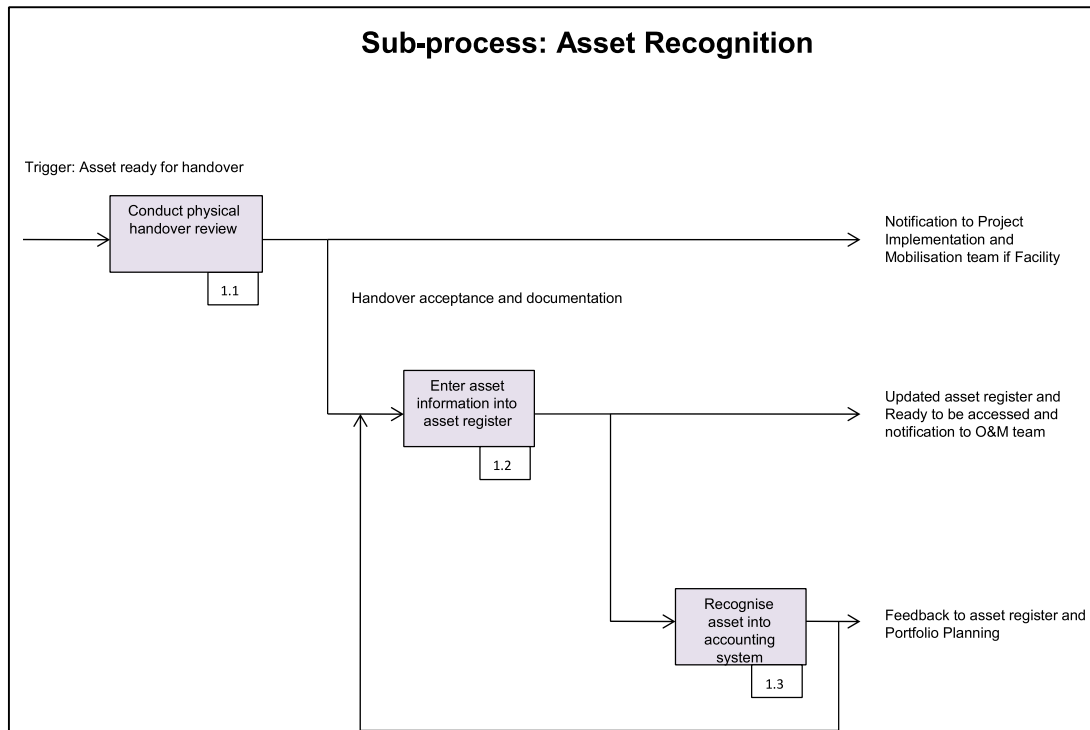 Sub-process: Asset Recognition
Trigger: Asset ready for handover
Conduct physical
handover review
1.1
Notification to Project
Implementation and
Mobilisation team if Facility
Handover acceptance and documentation
Enter asset
information into
asset register
1.2
Updated asset register and
Ready to be accessed and
notification to O&M team
Recognise
asset into
accounting
system
1.3
Feedback to asset register and
Portfolio Planning